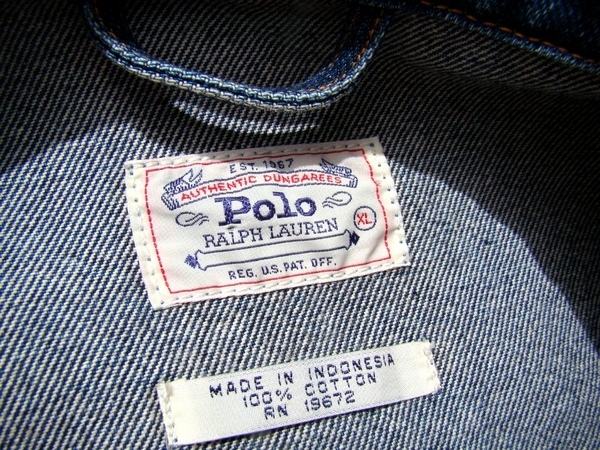 EST. 1967
AUTHENTIC DUNGAREES
Polo
XL
RALPH LAUREN
REG. U.S. PAT. OFF.
MADE IN INDONESIA
100% COTTON
RN 19672